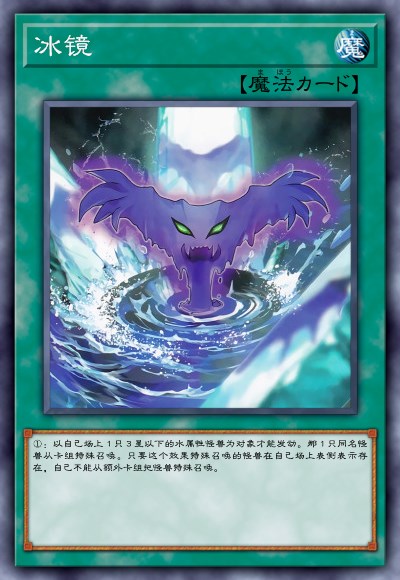 冰镜
魔
【魔法カード】
ま ほう
①：以自己场上1只3星以下的水属性怪兽为对象才能发动。那1只同名怪
兽从卡组特殊召唤。只要这个效果特殊召唤的怪兽在自己场上表侧表示存
在，自己不能从额外卡组把怪兽特殊召唤。